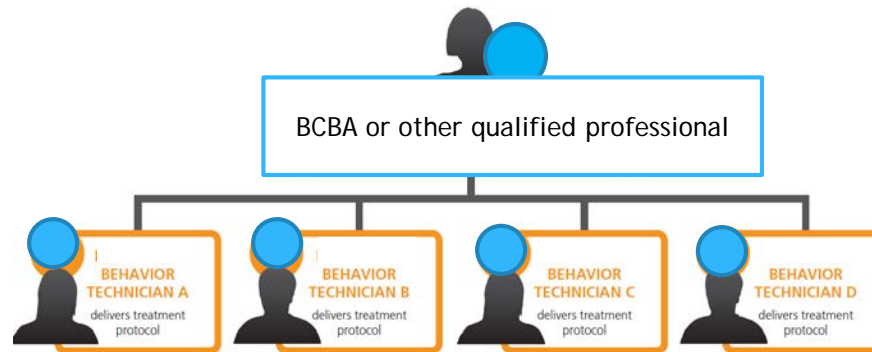 BCBA or other qualified professional
BEHAVIOR
TECHNICIAN A
delivers treatment
protocol
BEHAVIOR
TECHNICIAN B
delivers treatment
protocol
BEHAVIOR
TECHNICIAN C
delivers treatment
protocol
BEHAVIOR
TECHNICIAN D
delivers treatment
protocol